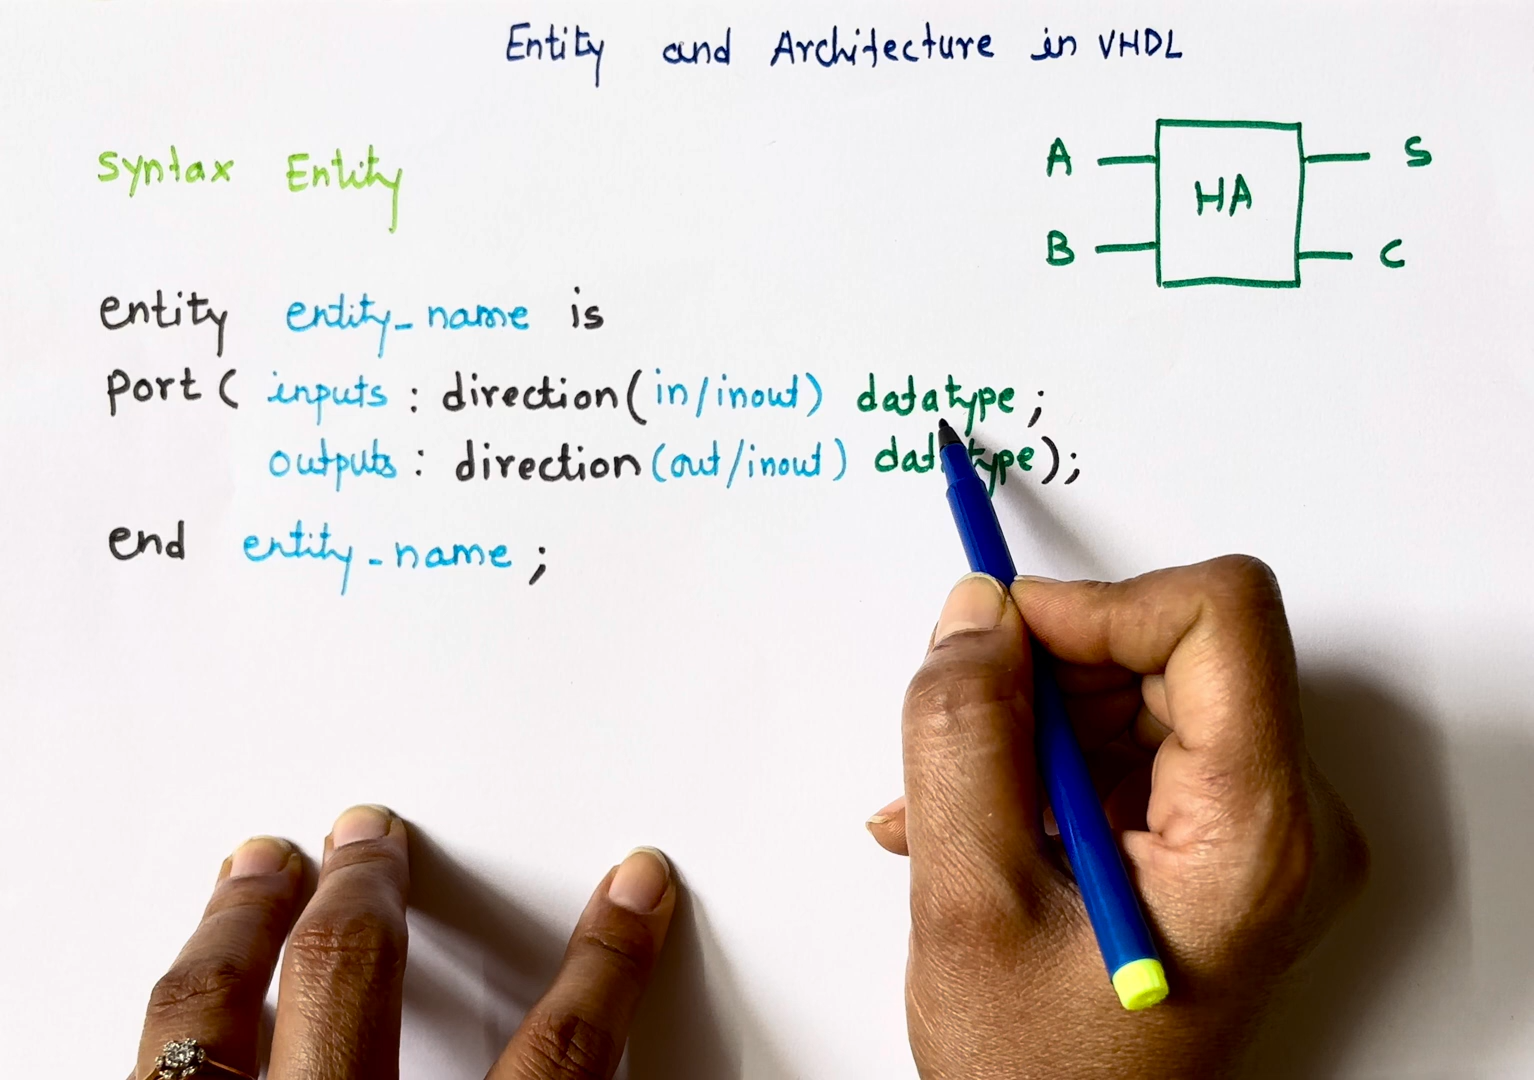 Entity and Architecture in VHDL
syntax Entity
A
S
HA
B
C
entity entity_name is
port( inputs : direction(in/inout) datatype;
outputs : direction(out/inout) datatype);
end entity_name;